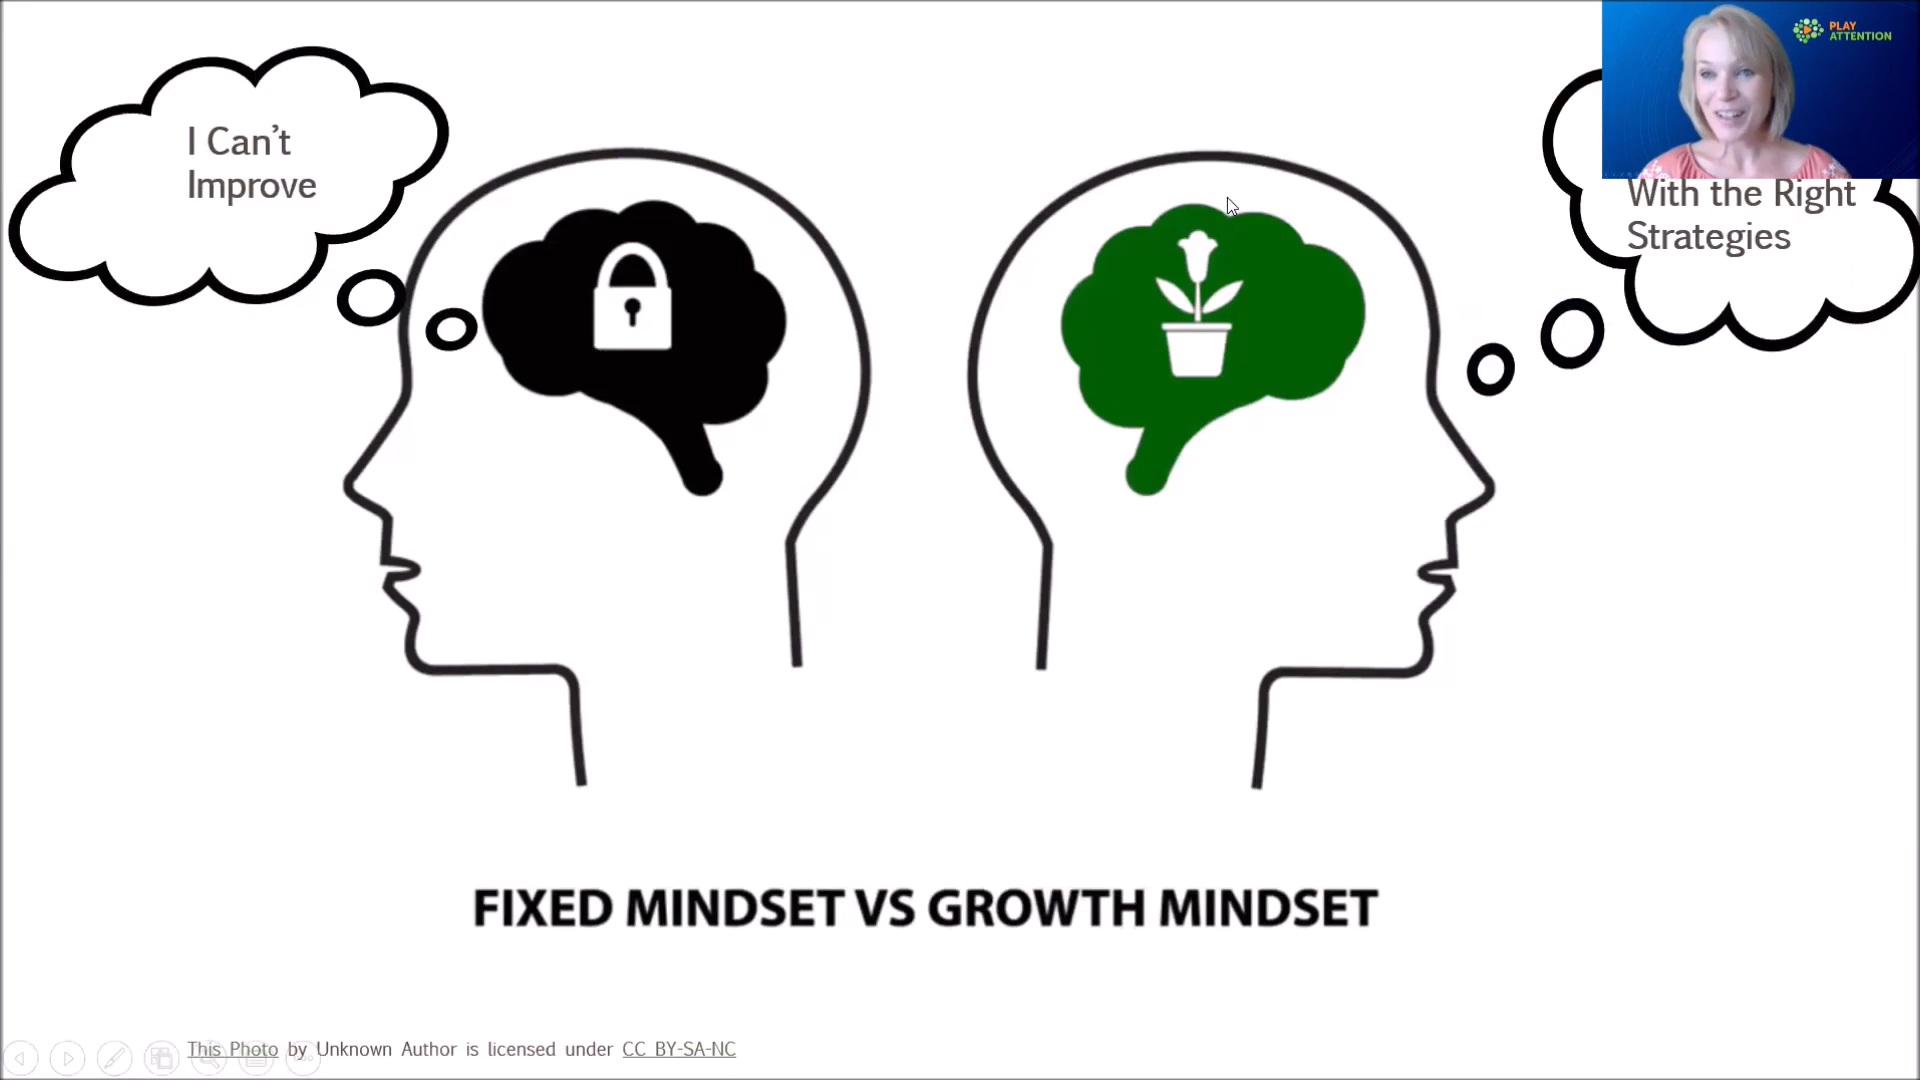 PLAY
ATTENTION
I Can’t
Improve
With the Right
Strategies
FIXED MINDSET VS GROWTH MINDSET
This Photo by Unknown Author is licensed under CC BY-SA-NC